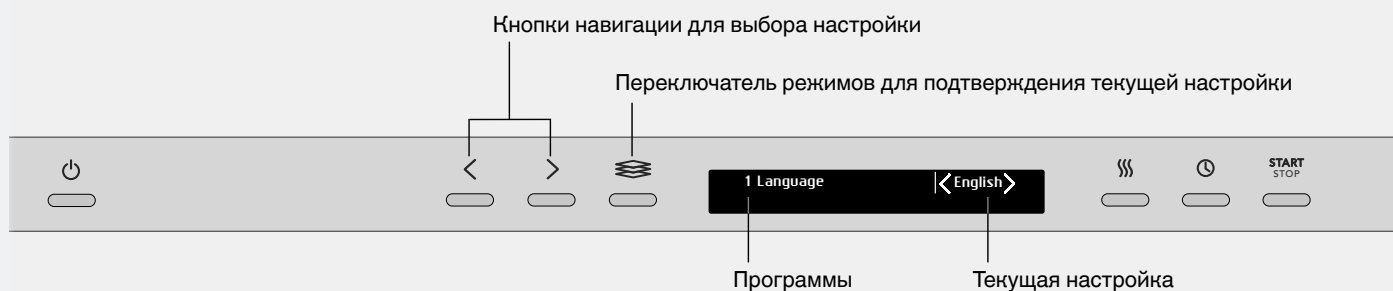 Кнопки навигации для выбора настройки
Переключатель режимов для подтверждения текущей настройки
START
STOP
1 Language
English
Программы
Текущая настройка